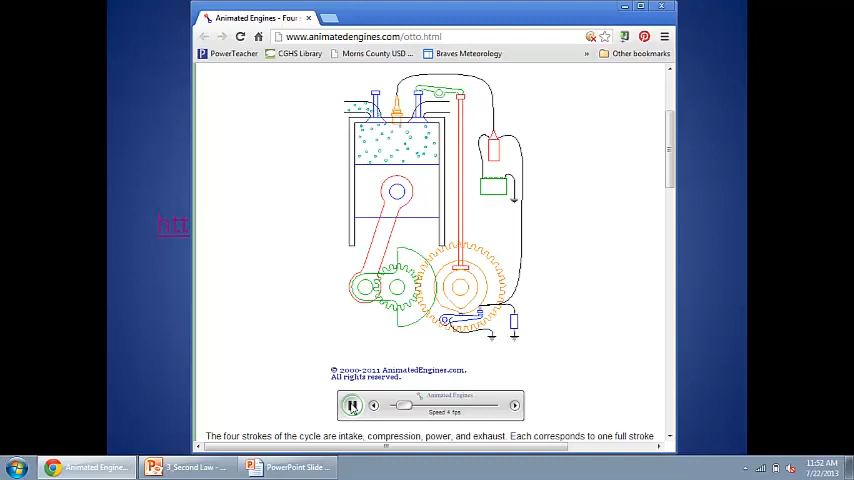 Animated Engines - Four
www.animatedengines.com/otto.html
PowerTeacher CGHS Library Morris County USD ... Braves Meteorology » Other bookmarks
htt
© 2000-2011 AnimatedEngines.com.
All rights reserved.
Animated Engines
Speed 4 fps
The four strokes of the cycle are intake, compression, power, and exhaust. Each corresponds to one full stroke
Animated Engine... 3_Second Law - ... PowerPoint Slide ...
11:52 AM
7/22/2013